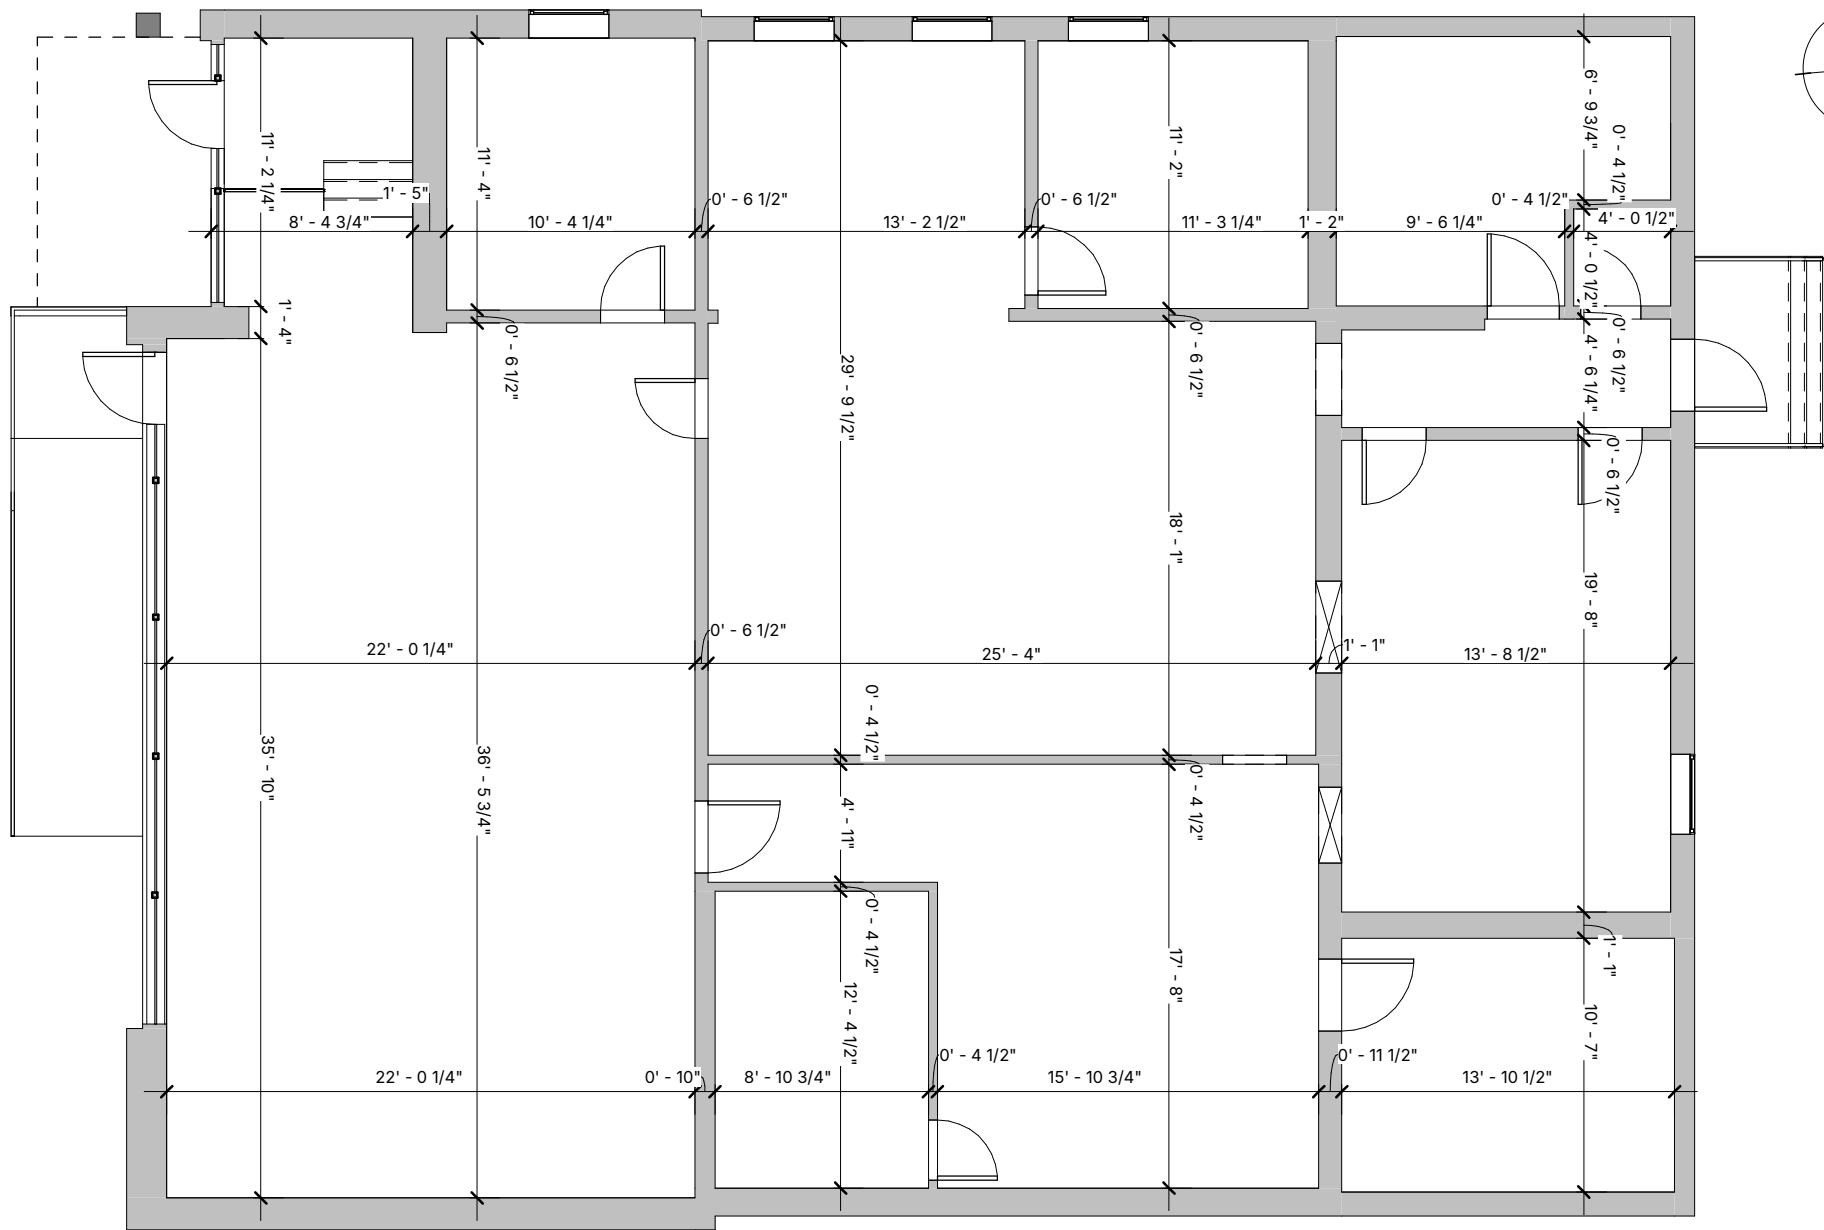 6' - 9 3/4"
0' - 4 1/2"
11' - 2 1/4"
11' - 4"
11' - 2"
1' - 5"
0' - 6 1/2"
0' - 6 1/2"
0' - 4 1/2"
8' - 4 3/4"
10' - 4 1/4"
13' - 2 1/2"
11' - 3 1/4"
1' - 2"
9' - 6 1/4"
4' - 0 1/2"
4' - 0 1/2"
1' - 4"
0' - 6 1/2"
29' - 9 1/2"
0' - 6 1/2"
4' - 6 1/4"
0' - 6 1/2"
0' - 6 1/2"
18' - 1"
19' - 8"
22' - 0 1/4"
0' - 6 1/2"
25' - 4"
1' - 1"
13' - 8 1/2"
0' - 4 1/2"
35' - 10"
36' - 5 3/4"
4' - 11"
0' - 4 1/2"
0' - 4 1/2"
12' - 4 1/2"
17' - 8"
1' - 1"
10' - 7"
22' - 0 1/4"
0' - 10"
8' - 10 3/4"
0' - 4 1/2"
15' - 10 3/4"
0' - 11 1/2"
13' - 10 1/2"